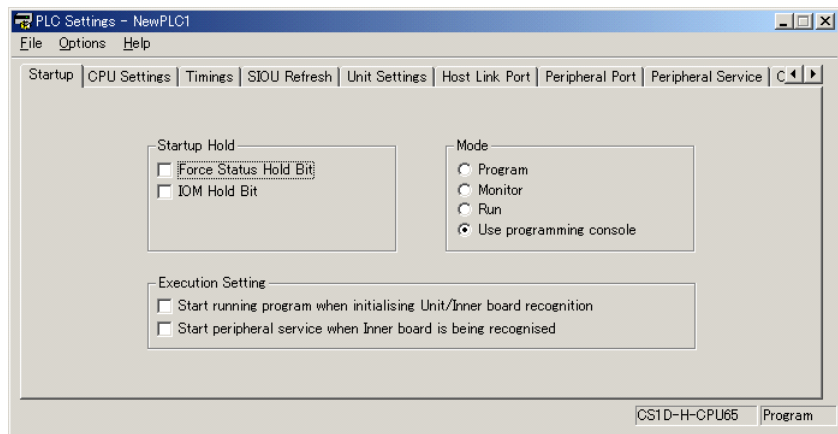 PLC Settings - NewPLC1
File Options Help
Startup CPU Settings Timings SIOU Refresh Unit Settings Host Link Port Peripheral Port Peripheral Service C
Startup Hold
Force Status Hold Bit
IOM Hold Bit
Mode
Program
Monitor
Run
Use programming console
Execution Setting
Start running program when initialising Unit/Inner board recognition
Start peripheral service when Inner board is being recognised
CS1D-H-CPU65 Program